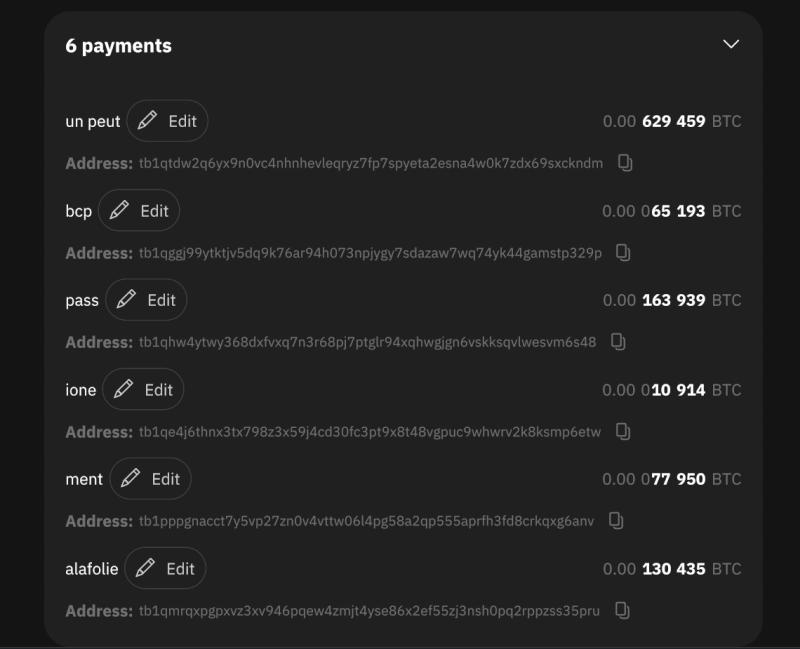 6 payments
un peut Edit 0.00 629 459 BTC
Address: tb1qtdw2q6yx9n0vc4nhnhevleqryz7fp7spyeta2esna4w0k7zdx69sxckndm
bcp Edit 0.00 065 193 BTC
Address: tb1qggj99ytktjv5dq9k76ar94h073npjygy7sdazaw7wq74yk44gamstp329p
pass Edit 0.00 163 939 BTC
Address: tb1qhw4ytwy368dxfvxq7n3r68pj7ptglr94xqhwgjgn6vskksqvlwesvm6s48
ione Edit 0.00 010 914 BTC
Address: tb1qe4j6thnx3tx798z3x59j4cd30fc3pt9x8t48vgpuc9whwrv2k8ksmp6etw
ment Edit 0.00 077 950 BTC
Address: tb1pppgnacct7y5vp27zn0v4vttw06l4pg58a2qp555aprfh3fd8crkqxg6anv
alafolie Edit 0.00 130 435 BTC
Address: tb1qmrqxpgpxvz3xv946pqew4zmjt4yse86x2ef55zj3nsh0pq2rppzss35pru